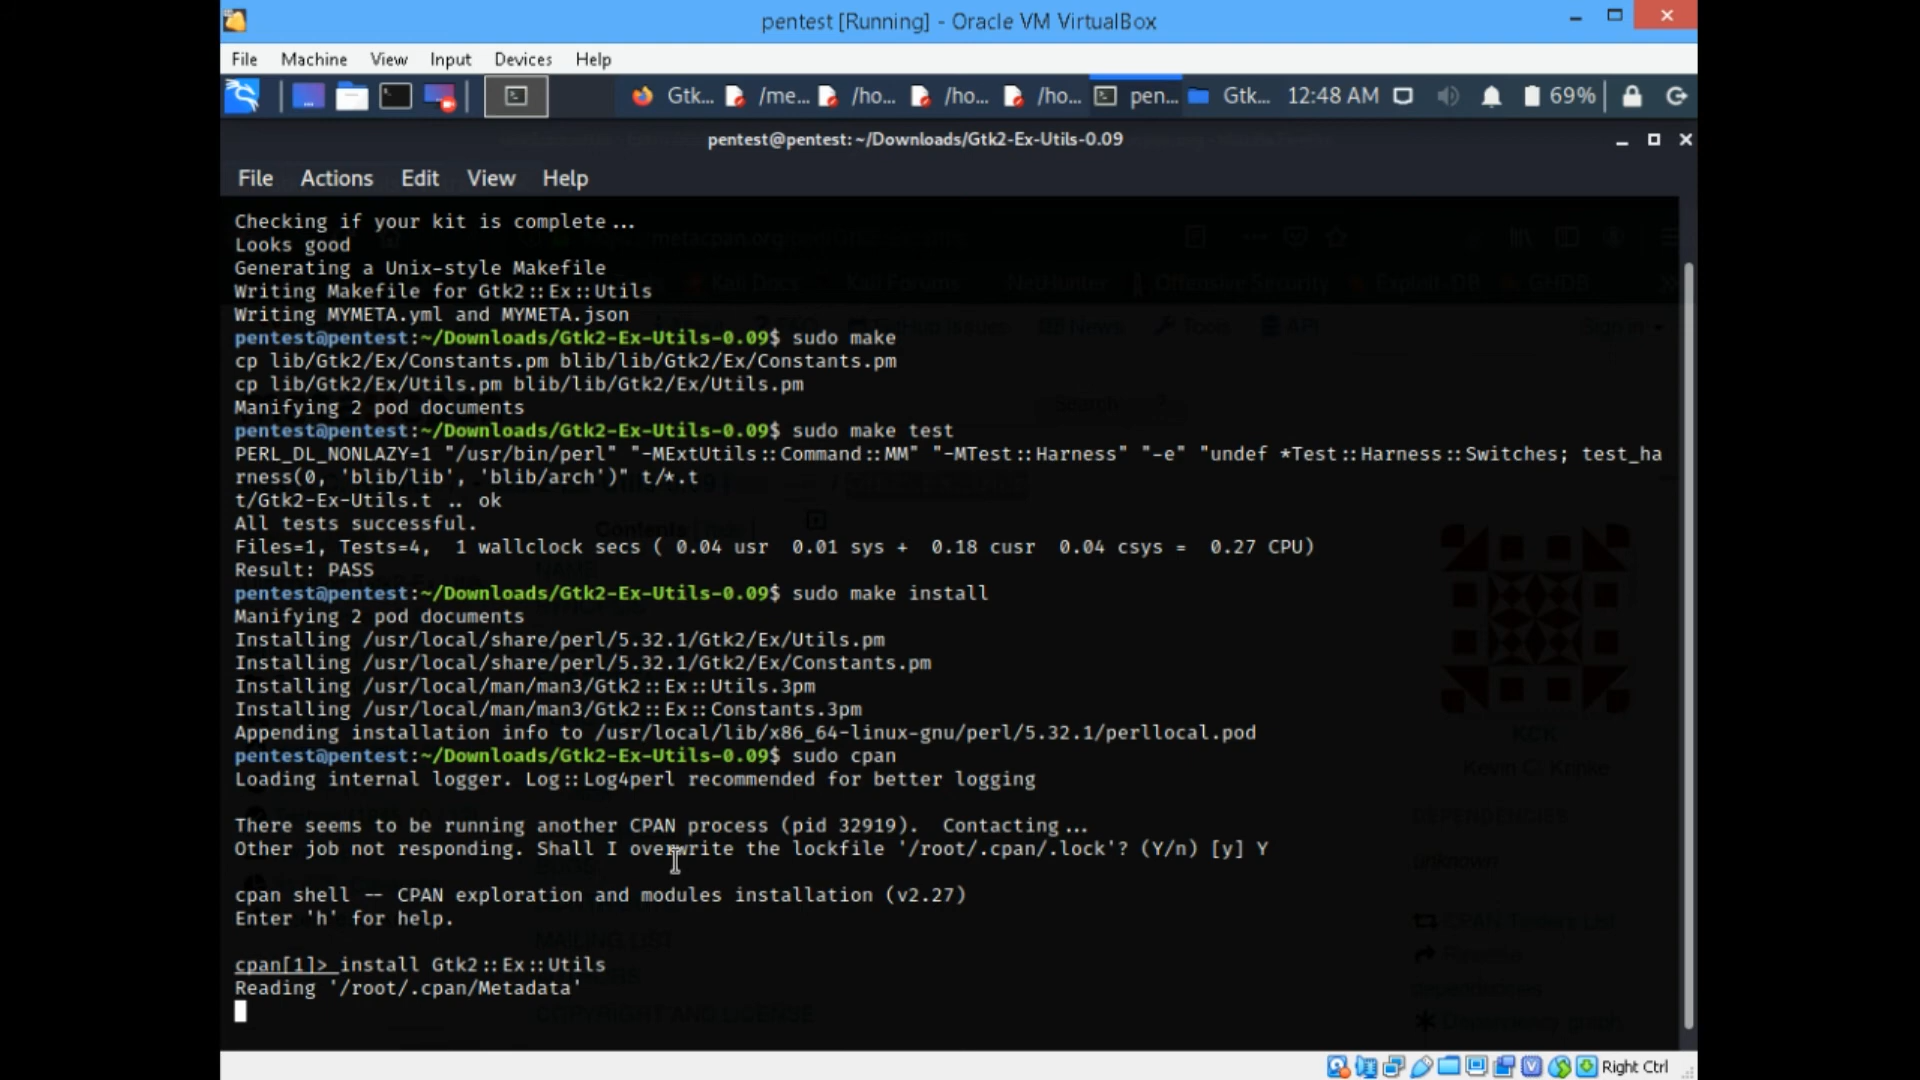 pentest [Running] - Oracle VM VirtualBox
File Machine View Input Devices Help
Gtk... /me... /ho... /ho... /ho... pen... Gtk... 12:48 AM 69%
pentest@pentest: ~/Downloads/Gtk2-Ex-Utils-0.09
File Actions Edit View Help
Checking if your kit is complete...
Looks good
Generating a Unix-style Makefile
Writing Makefile for Gtk2::Ex::Utils
Writing MYMETA.yml and MYMETA.json
pentest@pentest:~/Downloads/Gtk2-Ex-Utils-0.09$ sudo make
cp lib/Gtk2/Ex/Constants.pm blib/lib/Gtk2/Ex/Constants.pm
cp lib/Gtk2/Ex/Utils.pm blib/lib/Gtk2/Ex/Utils.pm
Manifying 2 pod documents
pentest@pentest:~/Downloads/Gtk2-Ex-Utils-0.09$ sudo make test
PERL_DL_NONLAZY=1 "/usr/bin/perl" "-MExtUtils::Command::MM" "-MTest::Harness" "-e" "undef *Test::Harness::Switches; test_ha
rness(0, 'blib/lib', 'blib/arch')" t/*.t
t/Gtk2-Ex-Utils.t .. ok
All tests successful.
Files=1, Tests=4,  1 wallclock secs ( 0.04 usr  0.01 sys +  0.18 cusr  0.04 csys =  0.27 CPU)
Result: PASS
pentest@pentest:~/Downloads/Gtk2-Ex-Utils-0.09$ sudo make install
Manifying 2 pod documents
Installing /usr/local/share/perl/5.32.1/Gtk2/Ex/Utils.pm
Installing /usr/local/share/perl/5.32.1/Gtk2/Ex/Constants.pm
Installing /usr/local/man/man3/Gtk2::Ex::Utils.3pm
Installing /usr/local/man/man3/Gtk2::Ex::Constants.3pm
Appending installation info to /usr/local/lib/x86_64-linux-gnu/perl/5.32.1/perllocal.pod
pentest@pentest:~/Downloads/Gtk2-Ex-Utils-0.09$ sudo cpan
Loading internal logger. Log::Log4perl recommended for better logging
There seems to be running another CPAN process (pid 32919).  Contacting...
Other job not responding. Shall I overwrite the lockfile '/root/.cpan/.lock'? (Y/n) [y] Y
cpan shell -- CPAN exploration and modules installation (v2.27)
Enter 'h' for help.
cpan[1]> install Gtk2::Ex::Utils
Reading '/root/.cpan/Metadata'
Right Ctrl